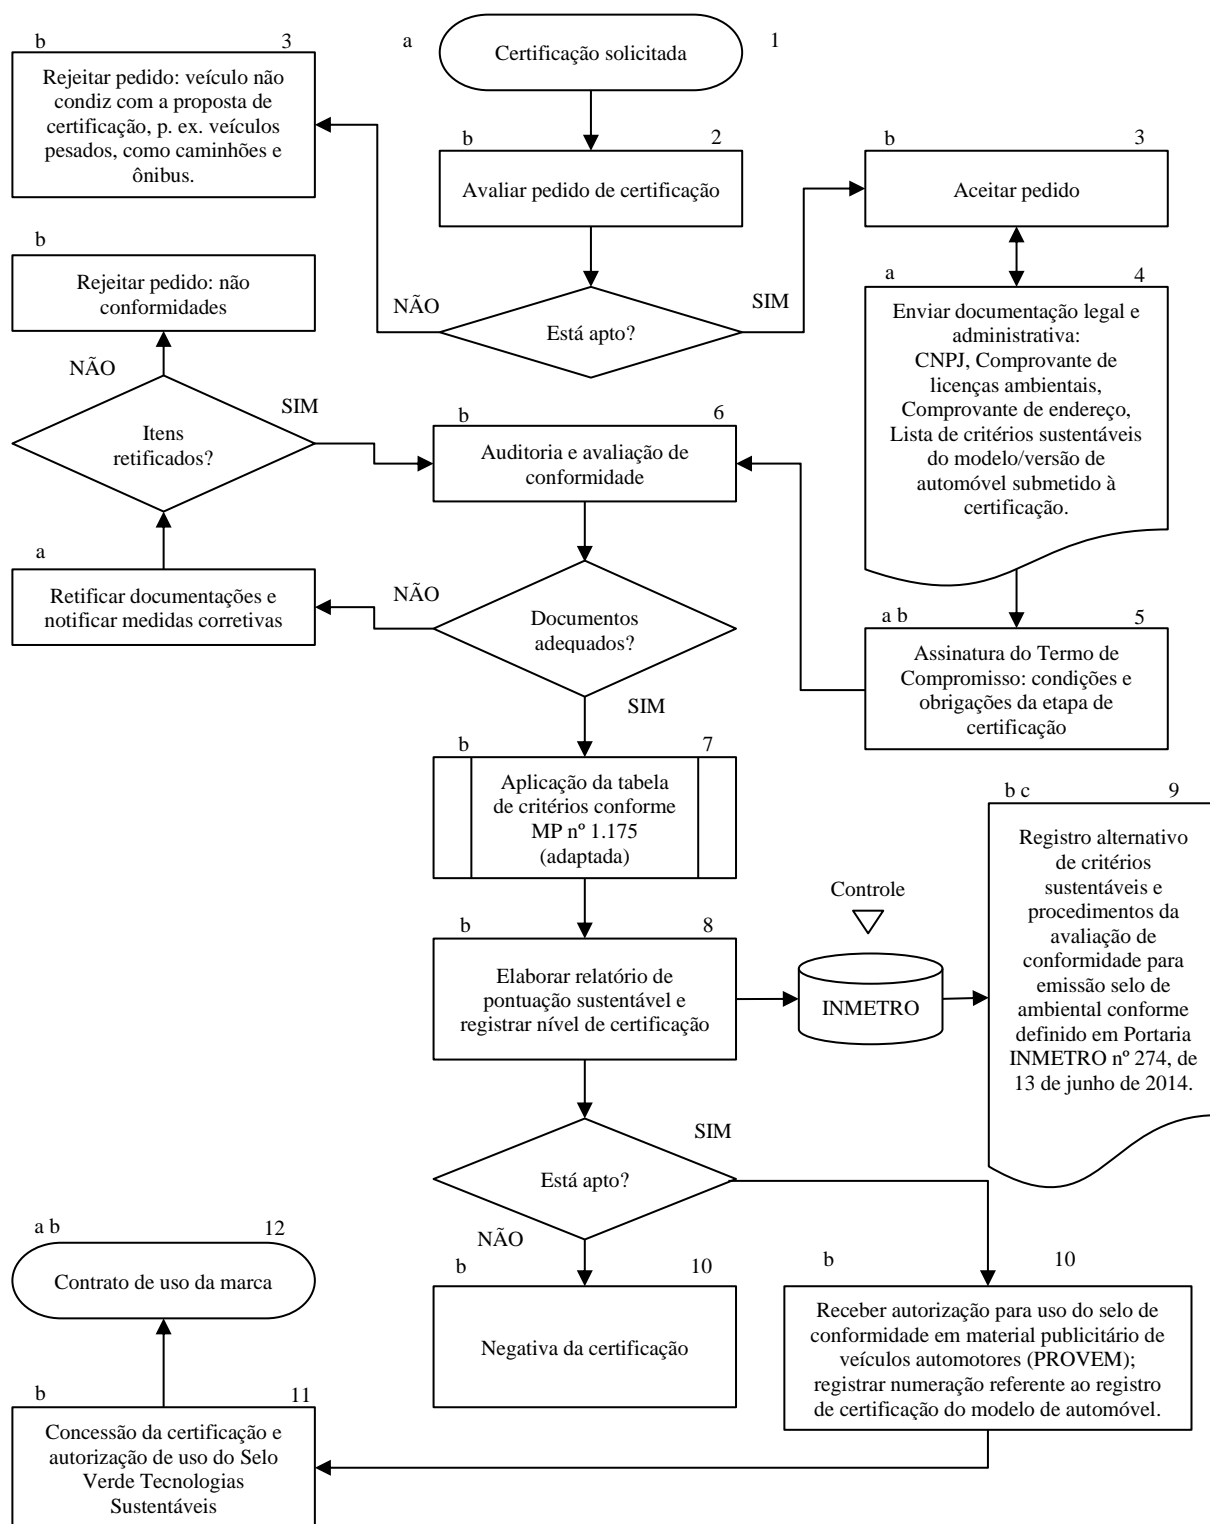 a
1
Certificação solicitada
b
3
Rejeitar pedido: veículo não
condiz com a proposta de
certificação, p. ex. veículos
pesados, como caminhões e
ônibus.
b
2
Avaliar pedido de certificação
b
3
Aceitar pedido
NÃO
SIM
Está apto?
b
Rejeitar pedido: não
conformidades
NÃO
SIM
Itens
retificados?
a
4
Enviar documentação legal e
administrativa:
CNPJ, Comprovante de
licenças ambientais,
Comprovante de endereço,
Lista de critérios sustentáveis
do modelo/versão de
automóvel submetido à
certificação.
b
6
Auditoria e avaliação de
conformidade
a
Retificar documentações e
notificar medidas corretivas
NÃO
Documentos
adequados?
SIM
a b
5
Assinatura do Termo de
Compromisso: condições e
obrigações da etapa de
certificação
b
7
Aplicação da tabela
de critérios conforme
MP nº 1.175
(adaptada)
b
8
Elaborar relatório de
pontuação sustentável e
registrar nível de certificação
Controle
INMETRO
b c
9
Registro alternativo
de critérios
sustentáveis e
procedimentos da
avaliação de
conformidade para
emissão selo de
ambiental conforme
definido em Portaria
INMETRO nº 274, de
13 de junho de 2014.
SIM
Está apto?
NÃO
b
10
Negativa da certificação
b
10
Receber autorização para uso do selo de
conformidade em material publicitário de
veículos automotores (PROVEM);
registrar numeração referente ao registro
de certificação do modelo de automóvel.
a b
12
Contrato de uso da marca
b
11
Concessão da certificação e
autorização de uso do Selo
Verde Tecnologias
Sustentáveis